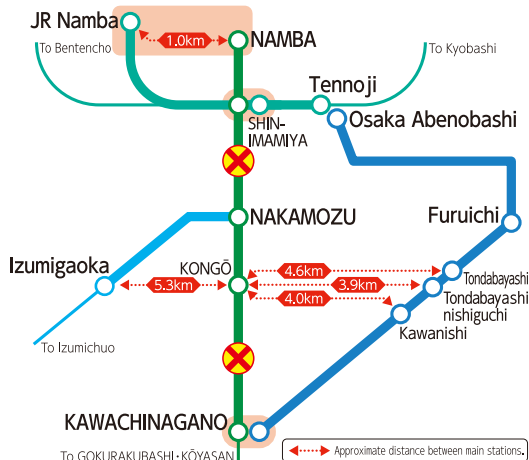 JR Namba
1.0km
NAMBA
To Bentencho
To Kyobashi
Tennoji
SHIN-
IMAMIYA
Osaka Abenobashi
NAKAMOZU
Furuichi
Izumigaoka
5.3km
KONGŌ
4.6km
Tondabayashi
3.9km
Tondabayashi
nishiguchi
4.0km
Kawanishi
To Izumichuo
KAWACHINAGANO
To GOKURAKUBASHI・KŌYASAN
Approximate distance between main stations.